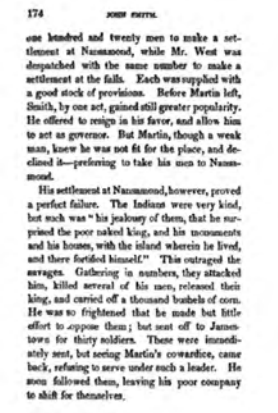 174 JOHN SMITH.
one hundred and twenty men to make a set-
tlement at Nansamond, while Mr. West was
despatched with the same number to make a
settlement at the falls. Each was supplied with
a good stock of provisions. Before Martin left,
Smith, by one act, gained still greater popularity.
He offered to resign in his favor, and allow him
to act as governor. But Martin, though a weak
man, knew he was not fit for the place, and de-
clined it—preferring to take his men to Nansa-
mond.
His settlement at Nansamond, however, proved
a perfect failure. The Indians were very kind,
but such was "his jealousy of them, that he sur-
prised the poor naked king, and his monuments
and his houses, with the island wherein he lived,
and there fortified himself." This outraged the
savages. Gathering in numbers, they attacked
him, killed several of his men, released their
king, and carried off a thousand bushels of corn.
He was so frightened that he made but little
effort to oppose them; but sent off to James-
town for thirty soldiers. These were immedi-
ately sent, but seeing Martin's cowardice, came
back, refusing to serve under such a leader. He
soon followed them, leaving his poor company
to shift for themselves.